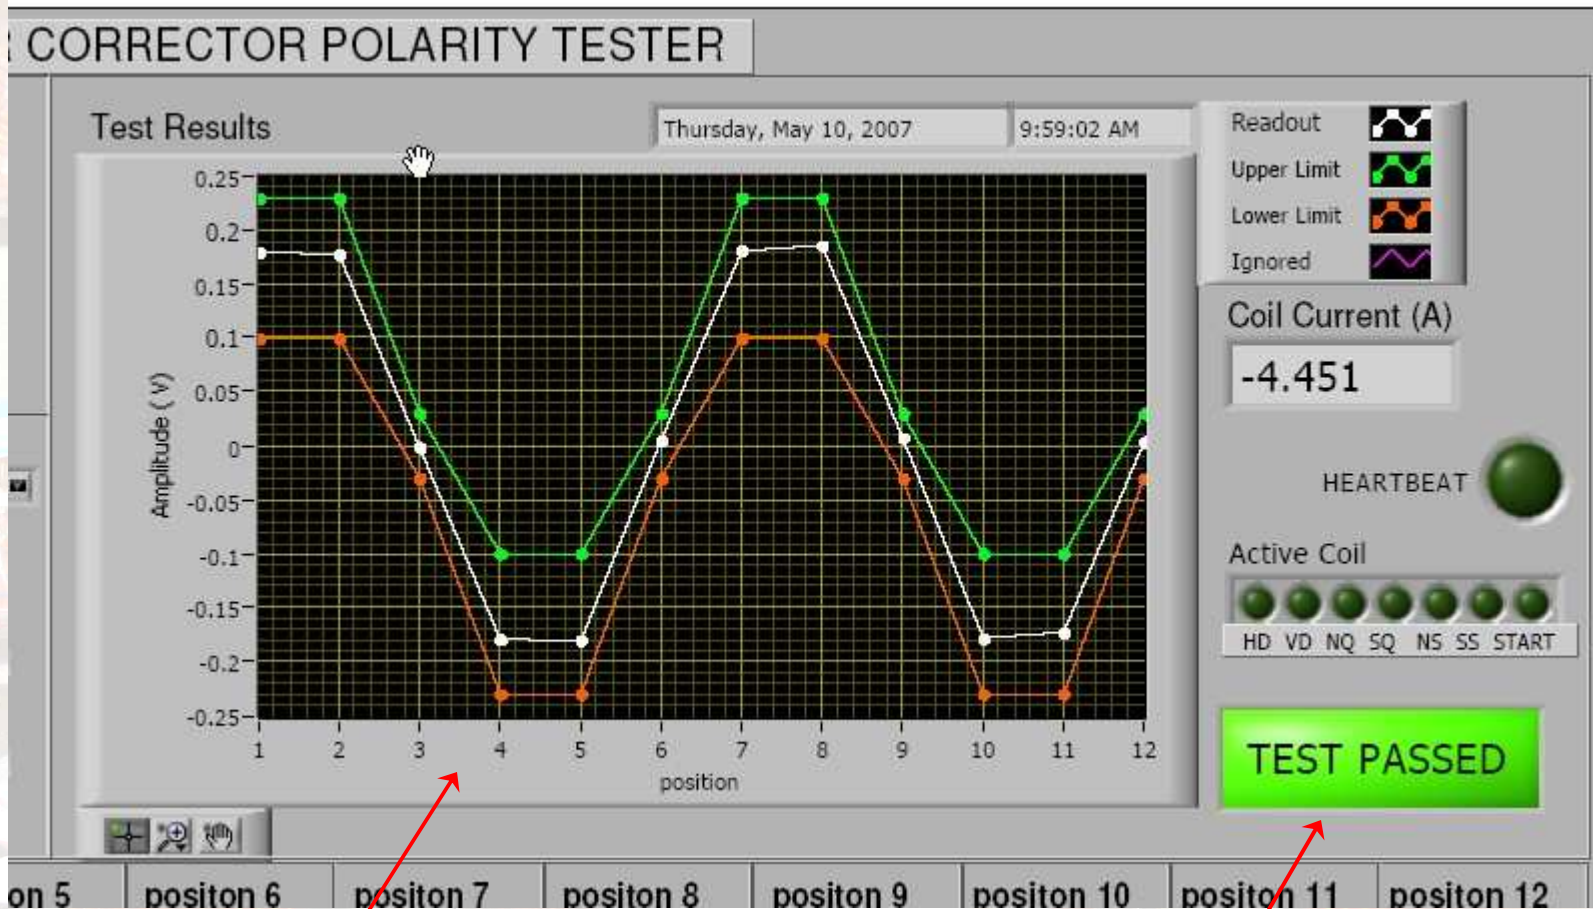 CORRECTOR POLARITY TESTER
Test Results
Thursday, May 10, 2007
9:59:02 AM
Readout
Upper Limit
Lower Limit
Ignored
0.25
0.2
0.15
0.1
0.05
0
-0.05
-0.1
-0.15
-0.2
-0.25
Amplitude ( V)
1 2 3 4 5 6 7 8 9 10 11 12
position
Coil Current (A)
-4.451
HEARTBEAT
Active Coil
HD VD NQ SQ NS SS START
TEST PASSED
on 5 positon 6 positon 7 positon 8 positon 9 positon 10 positon 11 positon 12